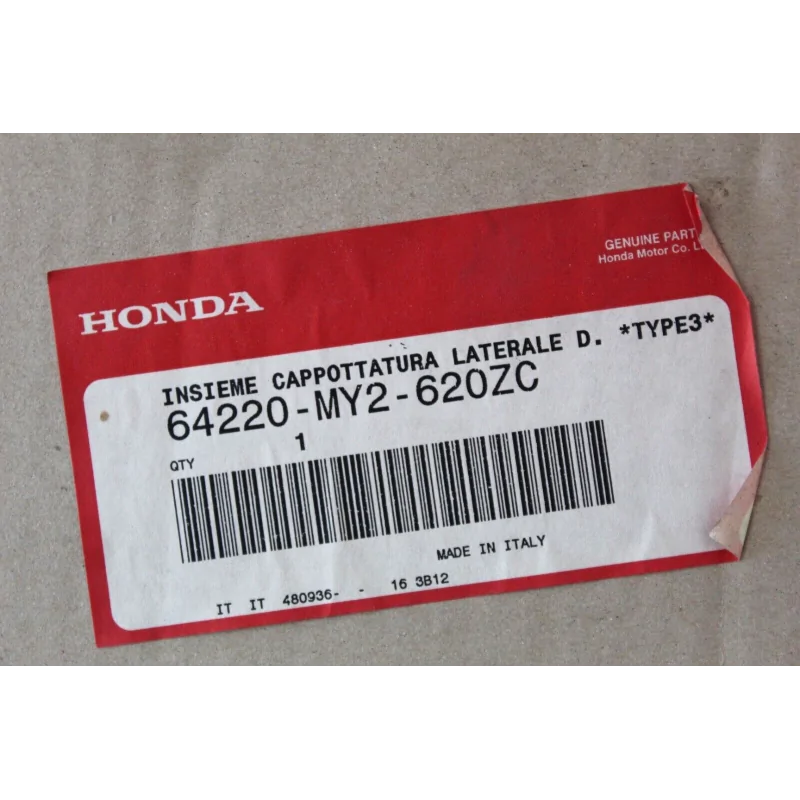 GENUINE PART
Honda Motor Co.
HONDA
INSIEME CAPPOTTATURA LATERALE D. *TYPE3*
64220-MY2-620ZC
QTY 1
MADE IN ITALY
IT IT 480936- - 16 3B12